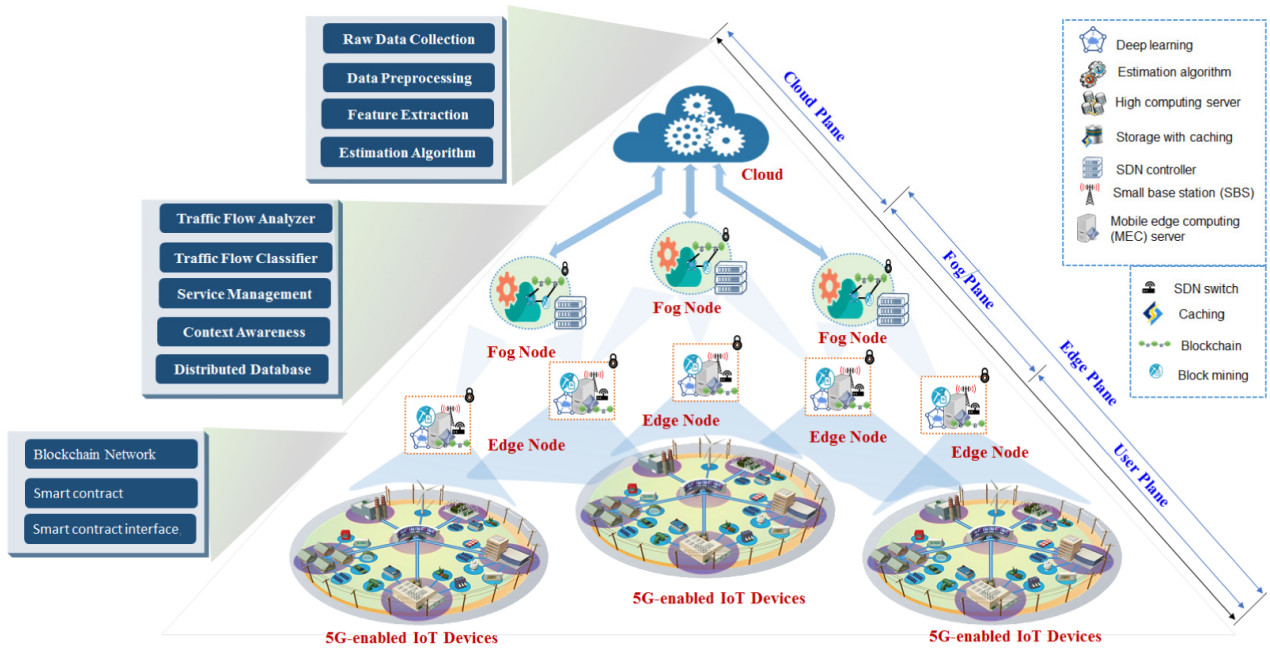 Raw Data Collection
Data Preprocessing
Feature Extraction
Estimation Algorithm
Traffic Flow Analyzer
Traffic Flow Classifier
Service Management
Context Awareness
Distributed Database
Blockchain Network
Smart contract
Smart contract interface
Cloud
Fog Node
Fog Node
Fog Node
Edge Node
Edge Node
Edge Node
Edge Node
5G-enabled IoT Devices
5G-enabled IoT Devices
5G-enabled IoT Devices
Cloud Plane
Fog Plane
Edge Plane
User Plane
Deep learning
Estimation algorithm
High computing server
Storage with caching
SDN controller
Small base station (SBS)
Mobile edge computing
(MEC) server
SDN switch
Caching
Blockchain
Block mining